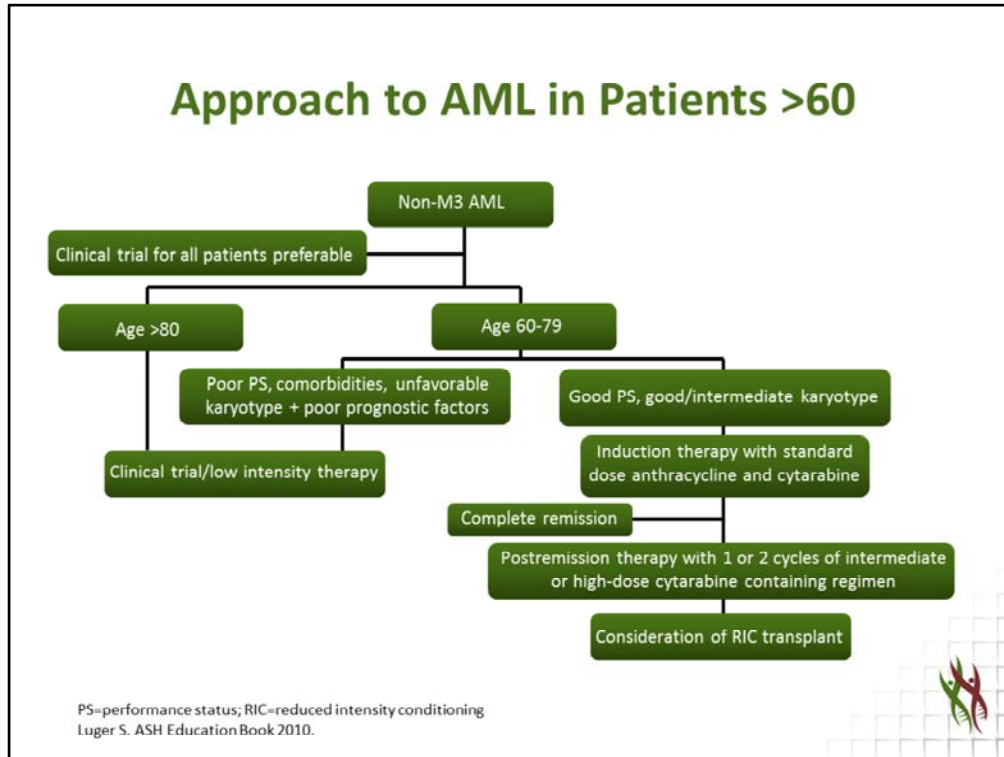 Approach to AML in Patients >60
Non-M3 AML
Clinical trial for all patients preferable
Age >80
Age 60-79
Poor PS, comorbidities, unfavorable
karyotype + poor prognostic factors
Good PS, good/intermediate karyotype
Clinical trial/low intensity therapy
Induction therapy with standard
dose anthracycline and cytarabine
Complete remission
Postremission therapy with 1 or 2 cycles of intermediate
or high-dose cytarabine containing regimen
Consideration of RIC transplant
PS=performance status; RIC=reduced intensity conditioning
Luger S. ASH Education Book 2010.